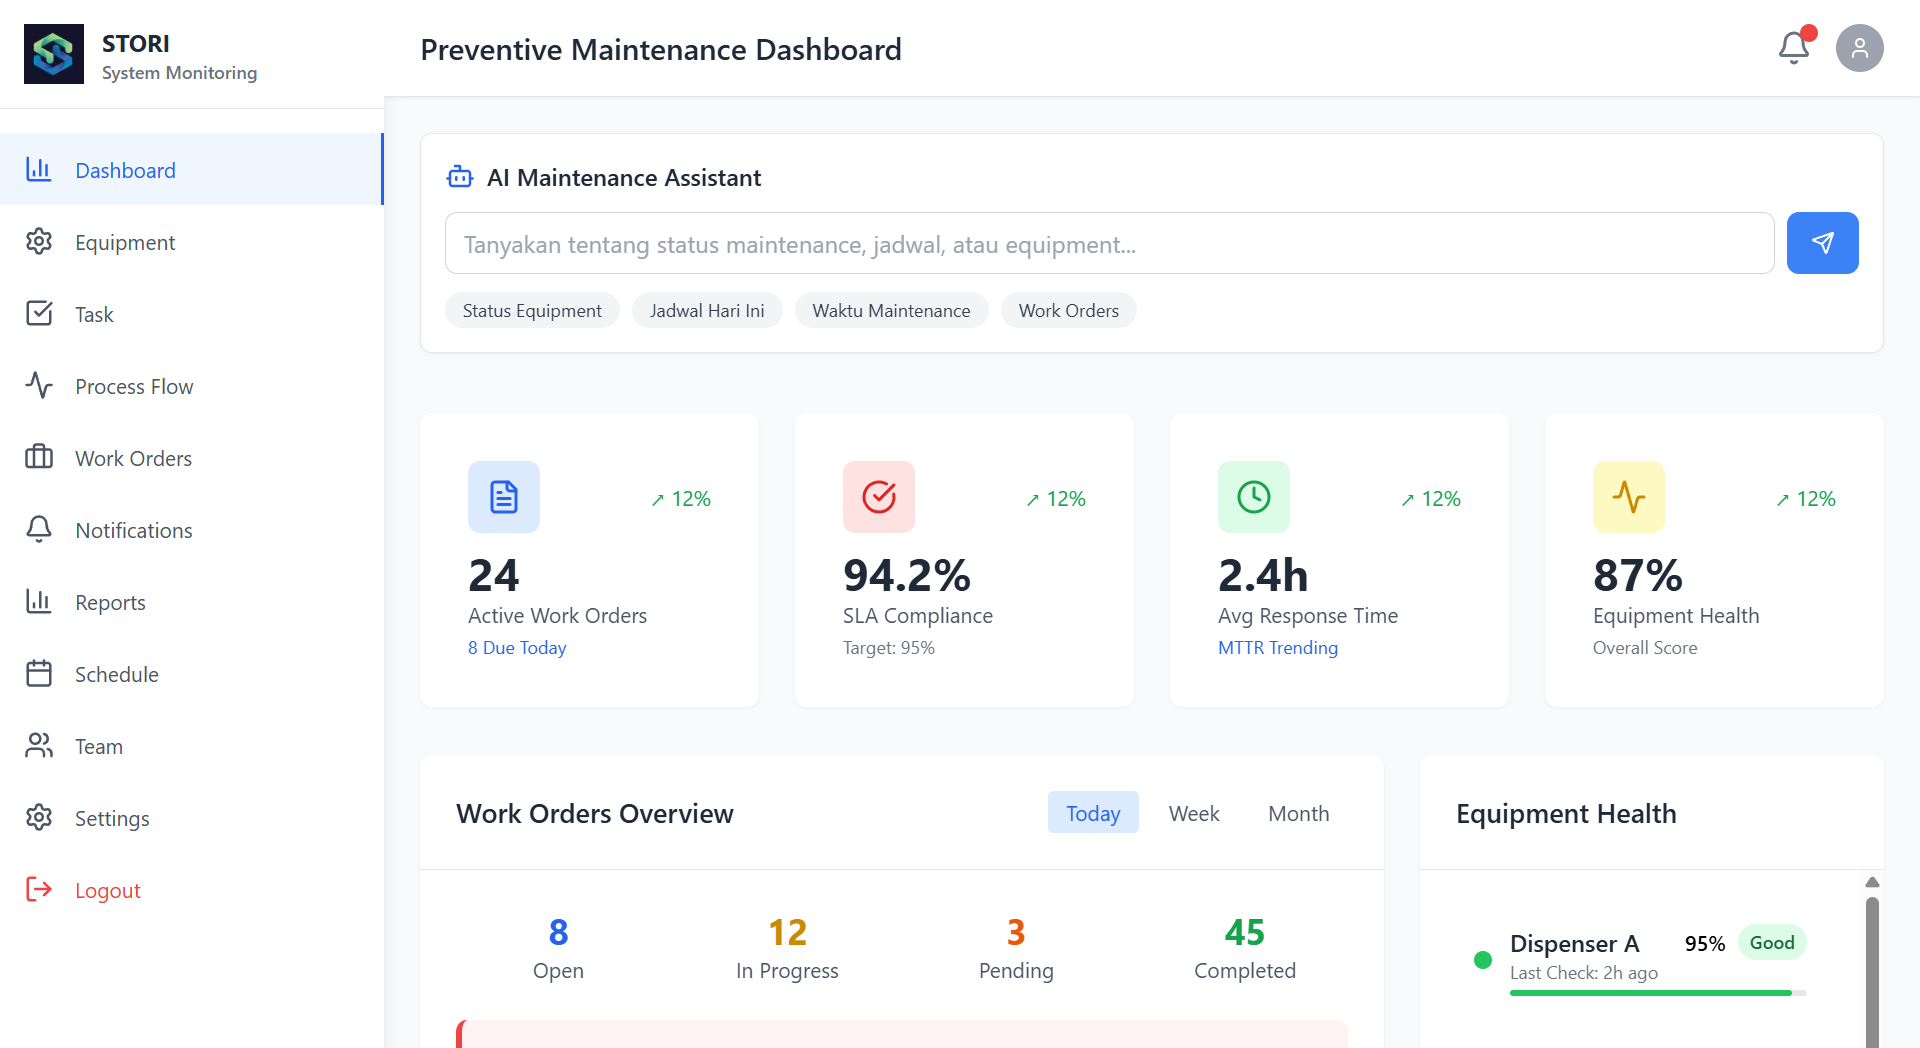 STORI
System Monitoring
Preventive Maintenance Dashboard
Dashboard
Equipment
Task
Process Flow
Work Orders
Notifications
Reports
Schedule
Team
Settings
Logout
AI Maintenance Assistant
Tanyakan tentang status maintenance, jadwal, atau equipment...
Status Equipment
Jadwal Hari Ini
Waktu Maintenance
Work Orders
↗ 12%
24
Active Work Orders
8 Due Today
↗ 12%
94.2%
SLA Compliance
Target: 95%
↗ 12%
2.4h
Avg Response Time
MTTR Trending
↗ 12%
87%
Equipment Health
Overall Score
Work Orders Overview
Today
Week
Month
8
Open
12
In Progress
3
Pending
45
Completed
Equipment Health
Dispenser A
95%
Good
Last Check: 2h ago